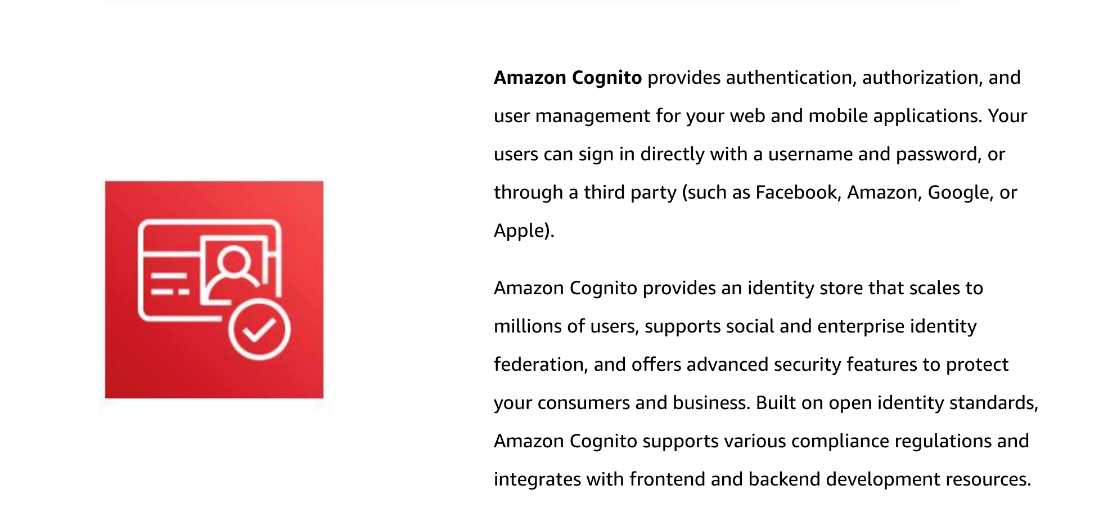 Amazon Cognito provides authentication, authorization, and
user management for your web and mobile applications. Your
users can sign in directly with a username and password, or
through a third party (such as Facebook, Amazon, Google, or
Apple).
Amazon Cognito provides an identity store that scales to
millions of users, supports social and enterprise identity
federation, and offers advanced security features to protect
your consumers and business. Built on open identity standards,
Amazon Cognito supports various compliance regulations and
integrates with frontend and backend development resources.